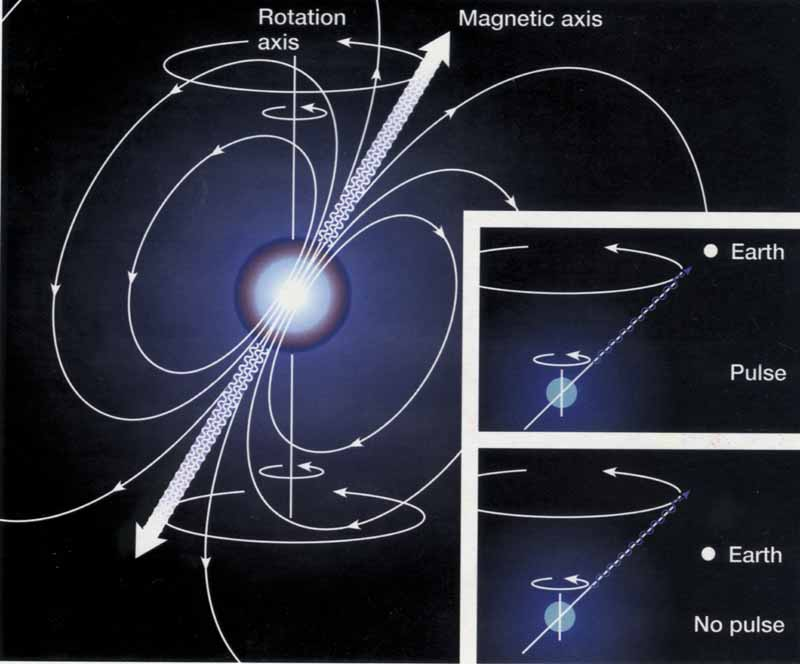 Rotation
axis
Magnetic axis
Earth
Pulse
Earth
No pulse